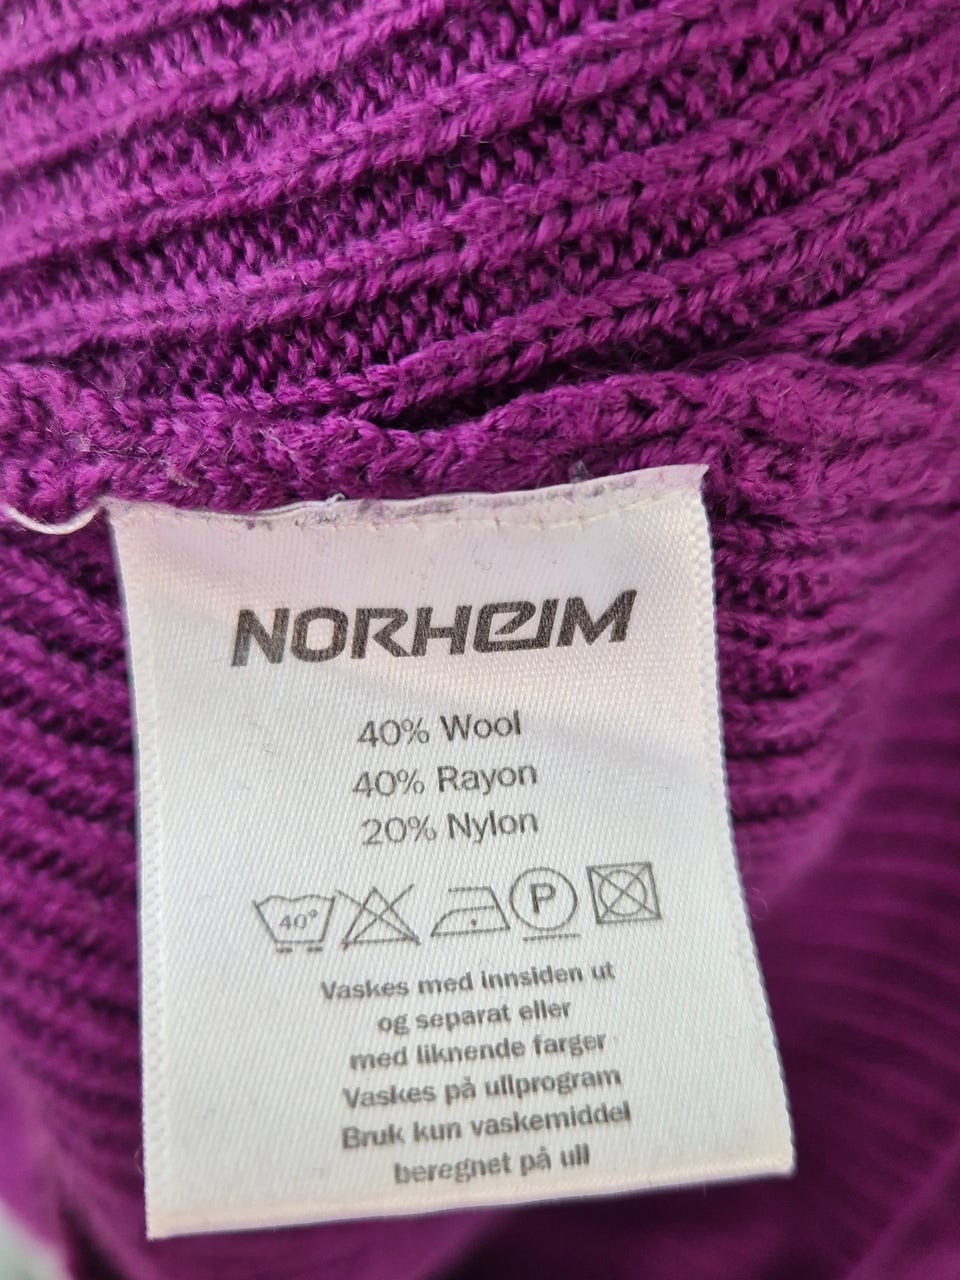 NORHEIM
40% Wool
40% Rayon
20% Nylon
40° P
Vaskes med innsiden ut
og separat eller
med liknende farger
Vaskes på ullprogram
Bruk kun vaskemiddel
beregnet på ull